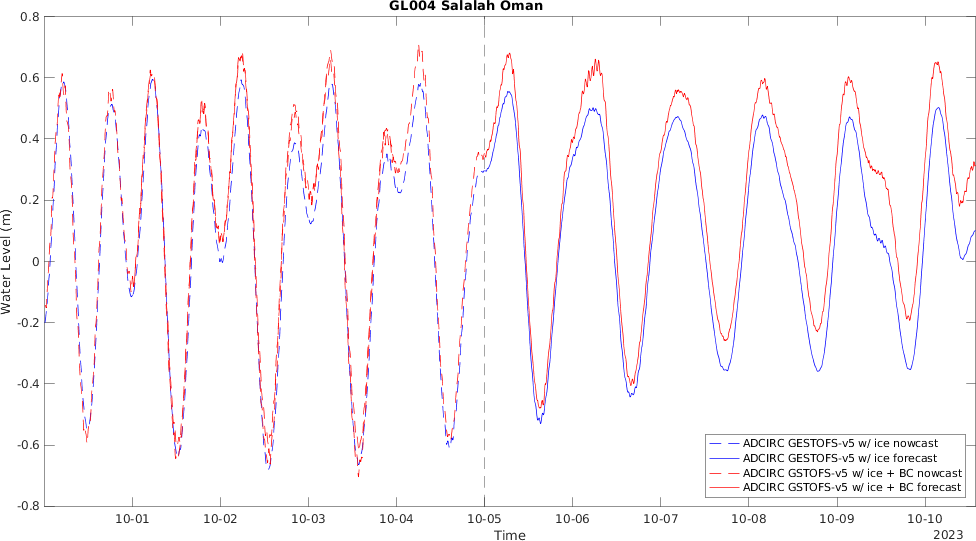 GL004 Salalah Oman
Water Level (m)
0.8
0.6
0.4
0.2
0
-0.2
-0.4
-0.6
-0.8
10-01 10-02 10-03 10-04 10-05 10-06 10-07 10-08 10-09 10-10
Time
2023
ADCIRC GESTOFS-v5 w/ ice nowcast
ADCIRC GESTOFS-v5 w/ ice forecast
ADCIRC GSTOFS-v5 w/ ice + BC nowcast
ADCIRC GSTOFS-v5 w/ ice + BC forecast